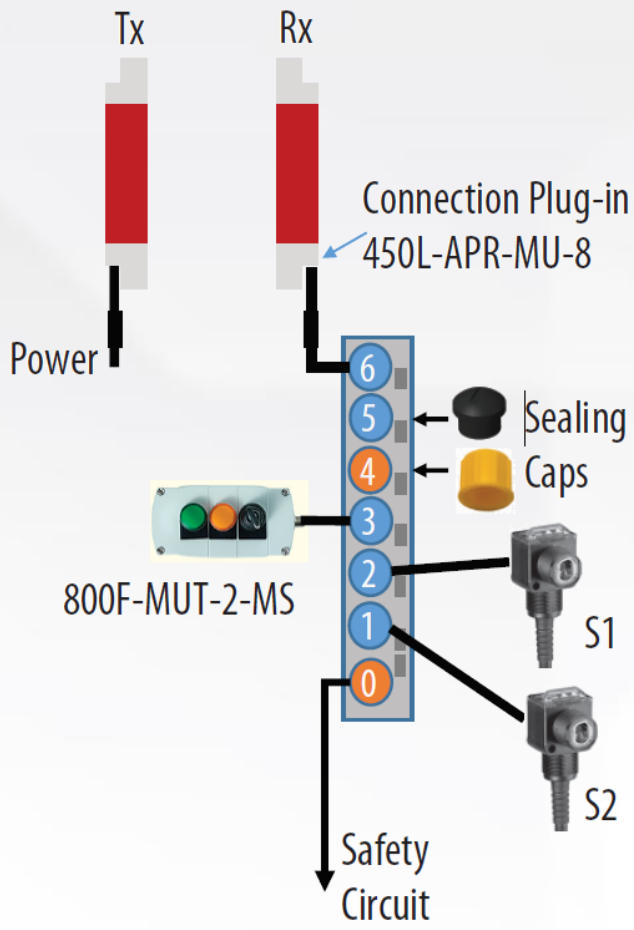 Tx
Rx
Connection Plug-in
450L-APR-MU-8
Power
6
5
Sealing
4
Caps
3
800F-MUT-2-MS
2
S1
1
0
S2
Safety
Circuit